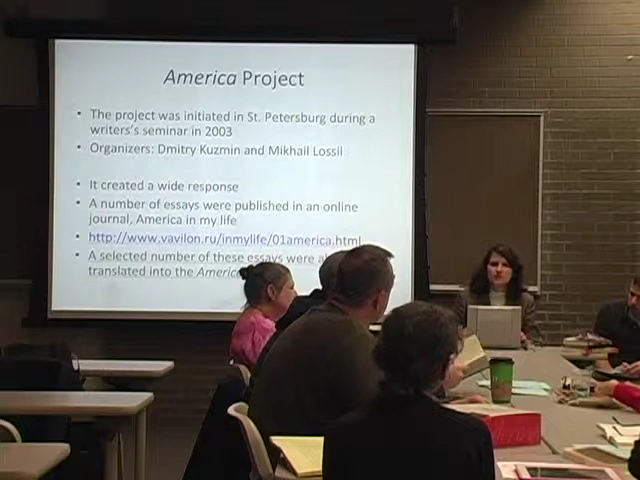 America Project
• The project was initiated in St. Petersburg during a
writers's seminar in 2003
• Organizers: Dmitry Kuzmin and Mikhail Lossil
• It created a wide response
• A number of essays were published in an online
journal, America in my life
• http://www.vavilon.ru/inmylife/01america.html
• A selected number of these essays were
translated into the